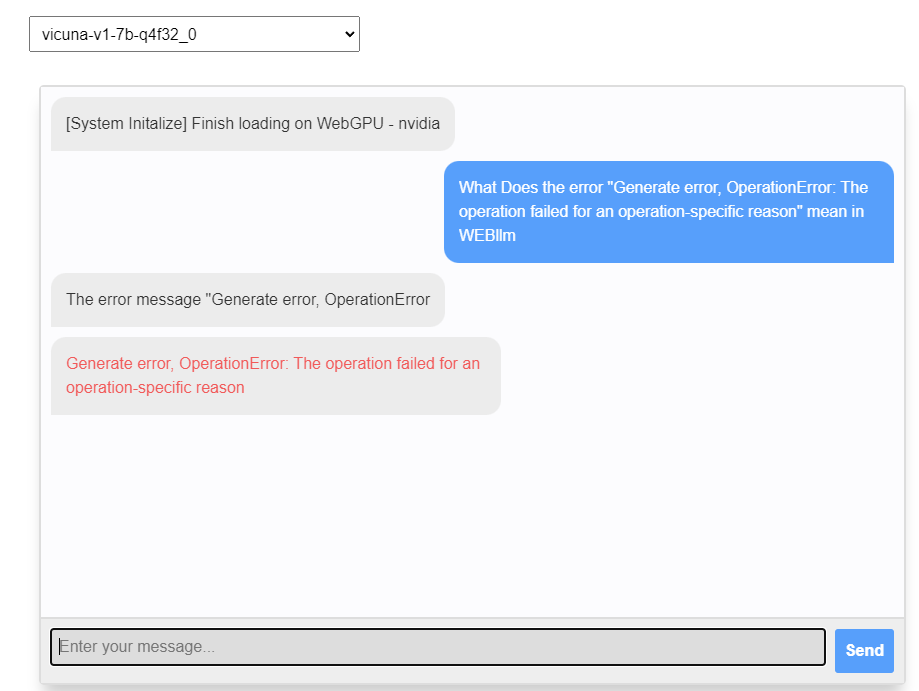 vicuna-v1-7b-q4f32_0
[System Initalize] Finish loading on WebGPU - nvidia
What Does the error "Generate error, OperationError: The
operation failed for an operation-specific reason" mean in
WEBllm
The error message "Generate error, OperationError
Generate error, OperationError: The operation failed for an
operation-specific reason
Enter your message...
Send